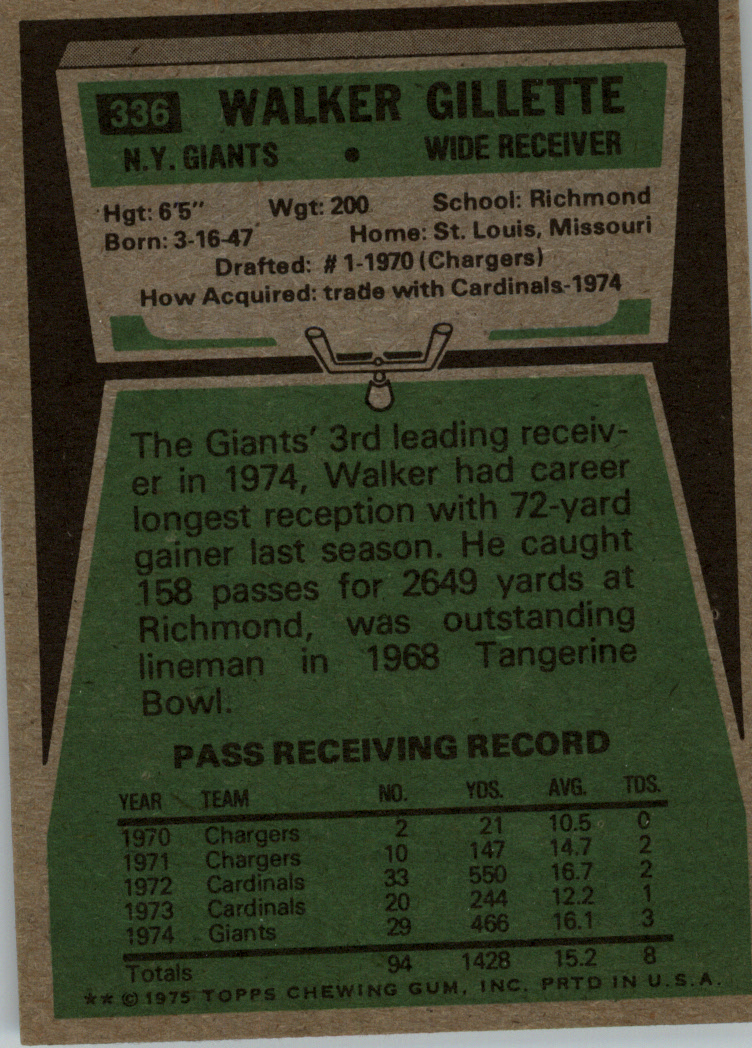 336 WALKER GILLETTE
N.Y. GIANTS • WIDE RECEIVER
Hgt: 6'5" Wgt: 200 School: Richmond
Born: 3-16-47 Home: St. Louis, Missouri
Drafted: #1-1970 (Chargers)
How Acquired: trade with Cardinals-1974
The Giants' 3rd leading receiv-
er in 1974, Walker had career
longest reception with 72-yard
gainer last season. He caught
158 passes for 2649 yards at
Richmond, was outstanding
lineman in 1968 Tangerine
Bowl.
PASS RECEIVING RECORD
YEAR TEAM NO. YDS. AVG. TDS.
1970 Chargers 2 21 10.5 0
1971 Chargers 10 147 14.7 2
1972 Cardinals 33 550 16.7 2
1973 Cardinals 20 244 12.2 1
1974 Giants 29 466 16.1 3
Totals 94 1428 15.2 8
** © 1975 TOPPS CHEWING GUM, INC. PRTD IN U.S.A.